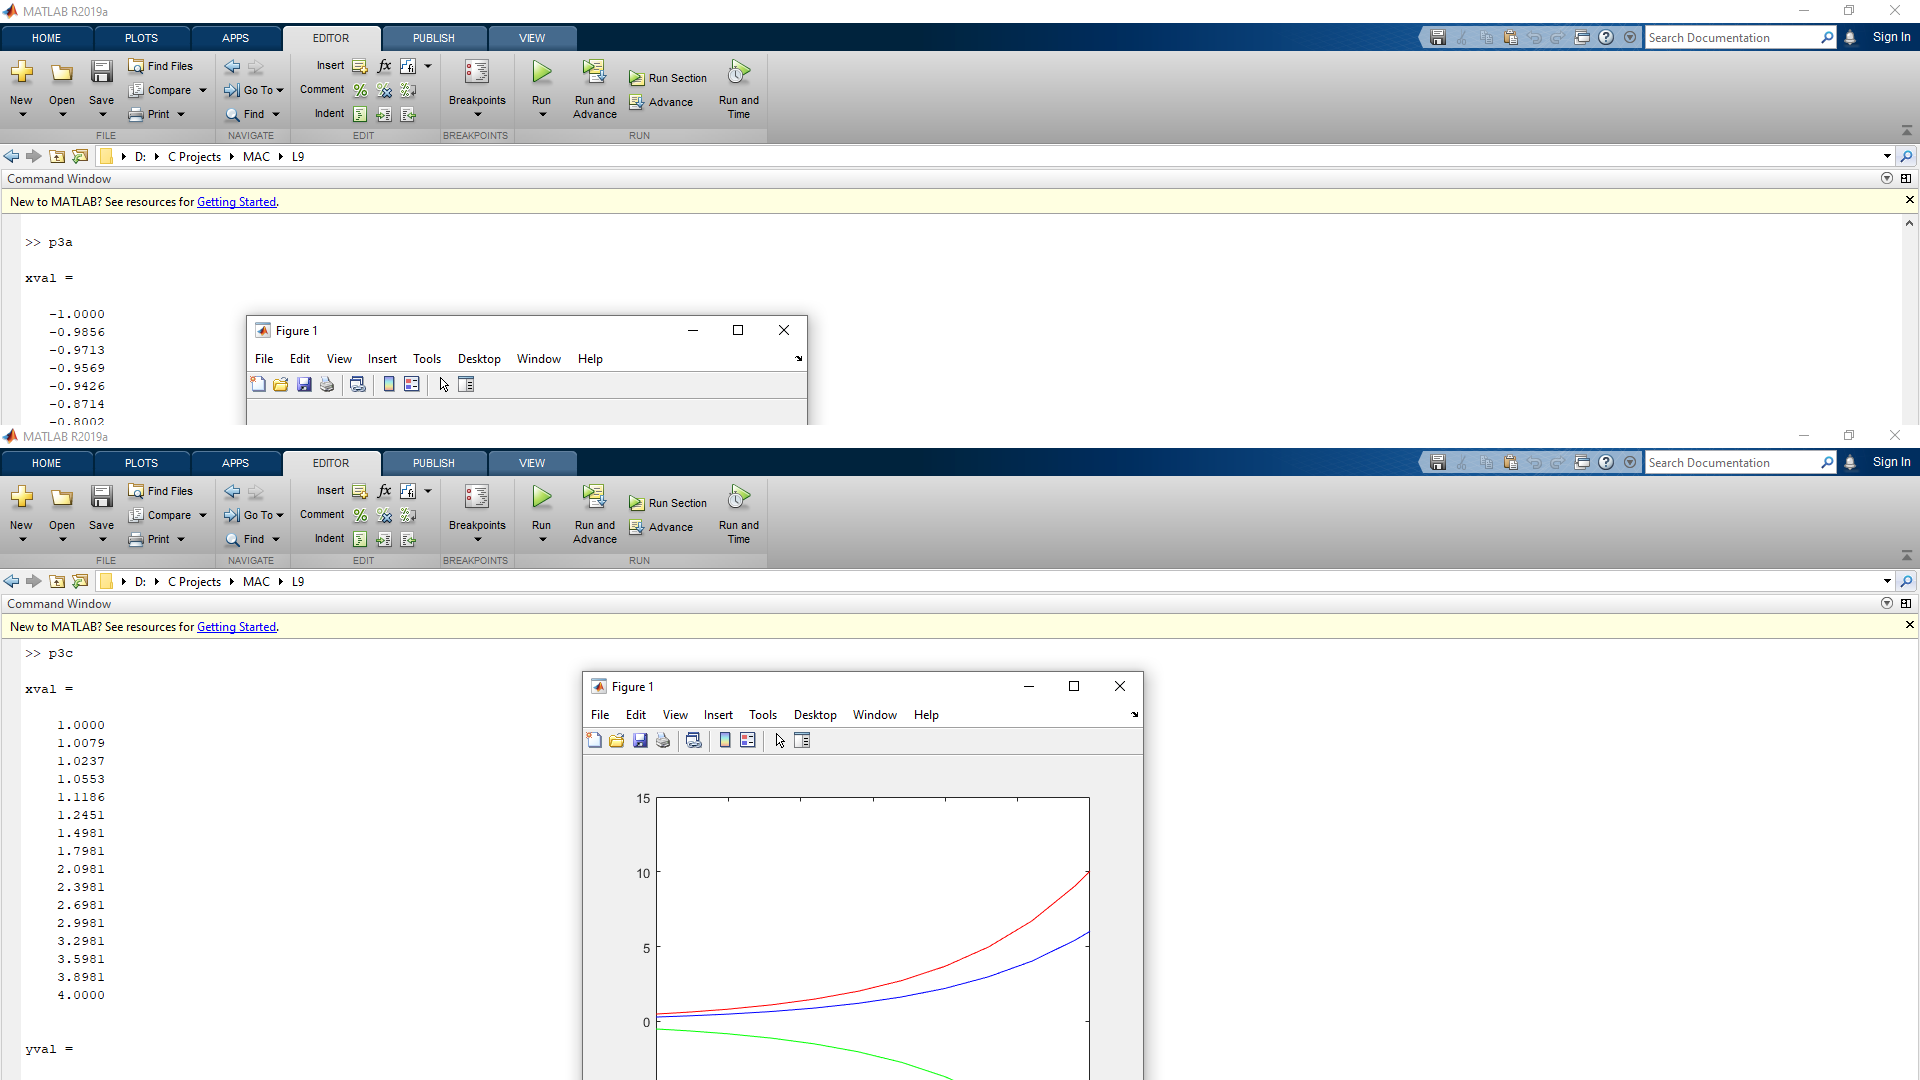 MATLAB R2019a
HOME PLOTS APPS EDITOR PUBLISH VIEW Search Documentation Sign In
Find Files Insert fx Run Section
Compare Go To Comment Advance
New Open Save Print Find Indent Breakpoints Run Run and Advance Run and Time
FILE NAVIGATE EDIT BREAKPOINTS RUN
D: C Projects MAC L9
Command Window
New to MATLAB? See resources for Getting Started.
>> p3a
xval =
-1.0000
-0.9856
-0.9713
-0.9569
-0.9426
-0.8714
-0.8002
Figure 1
File Edit View Insert Tools Desktop Window Help
MATLAB R2019a
HOME PLOTS APPS EDITOR PUBLISH VIEW Search Documentation Sign In
Find Files Insert fx Run Section
Compare Go To Comment Advance
New Open Save Print Find Indent Breakpoints Run Run and Advance Run and Time
FILE NAVIGATE EDIT BREAKPOINTS RUN
D: C Projects MAC L9
Command Window
New to MATLAB? See resources for Getting Started.
>> p3c
xval =
1.0000
1.0079
1.0237
1.0553
1.1186
1.2451
1.4981
1.7981
2.0981
2.3981
2.6981
2.9981
3.2981
3.5981
3.8981
4.0000
yval =
Figure 1
File Edit View Insert Tools Desktop Window Help
15
10
5
0